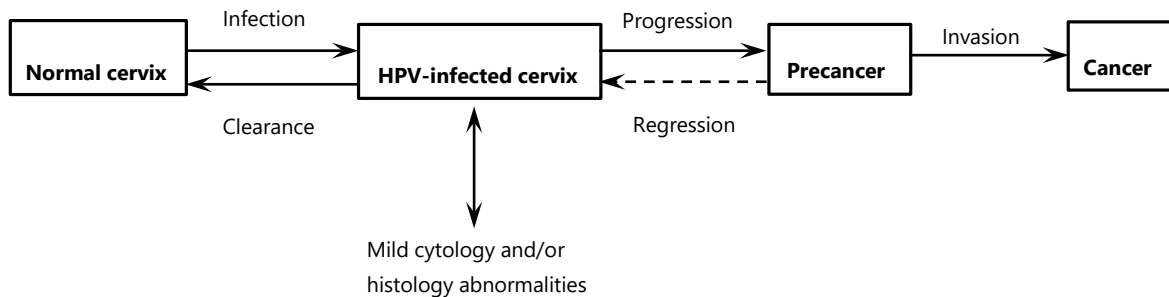 Infection
Progression
Invasion
Normal cervix
HPV-infected cervix
Precancer
Cancer
Clearance
Regression
Mild cytology and/or
histology abnormalities